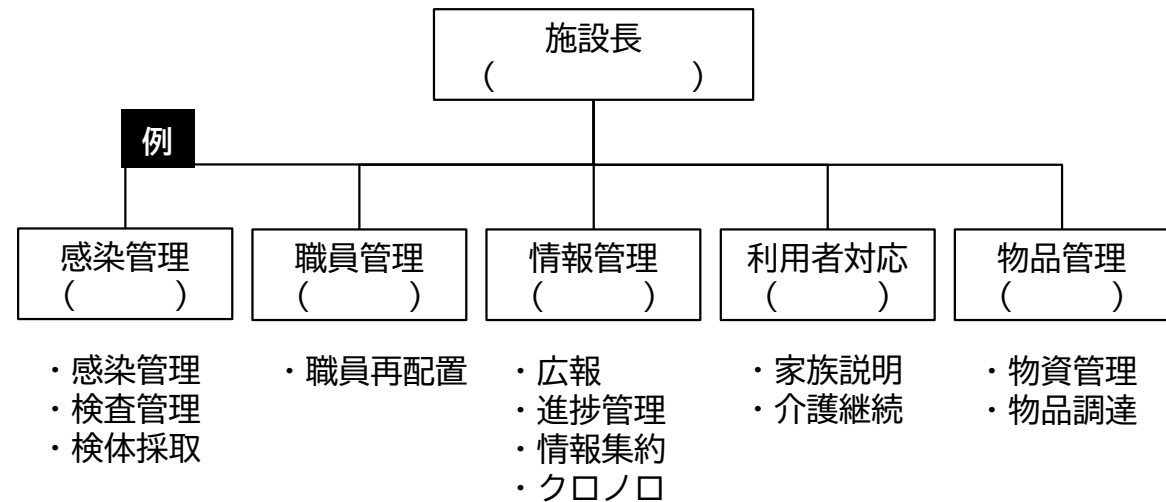 施設長
(　　　　　)
例
感染管理
(　　　)
職員管理
(　　　)
情報管理
(　　　)
利用者対応
(　　　)
物品管理
(　　　)
・感染管理
・検査管理
・検体採取
・職員再配置
・広報
・進捗管理
・情報集約
・クロノロ
・家族説明
・介護継続
・物資管理
・物品調達